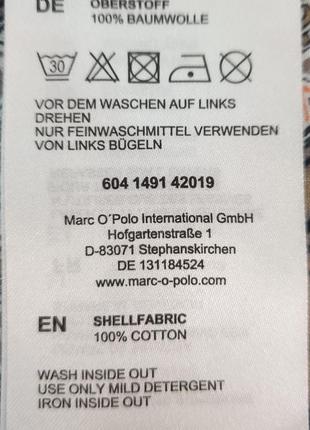 DE OBERSTOFF
100% BAUMWOLLE
30
VOR DEM WASCHEN AUF LINKS
DREHEN
NUR FEINWASCHMITTEL VERWENDEN
VON LINKS BÜGELN
604 1491 42019
Marc O´Polo International GmbH
Hofgartenstraße 1
D-83071 Stephanskirchen
DE 131184524
www.marc-o-polo.com
EN SHELLFABRIC
100% COTTON
WASH INSIDE OUT
USE ONLY MILD DETERGENT
IRON INSIDE OUT